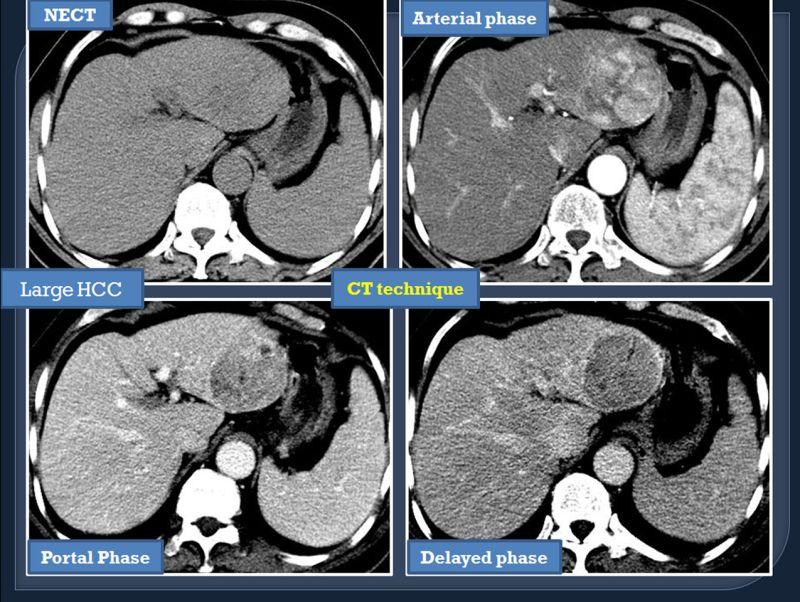 NECT
Arterial phase
Large HCC
CT technique
Portal Phase
Delayed phase